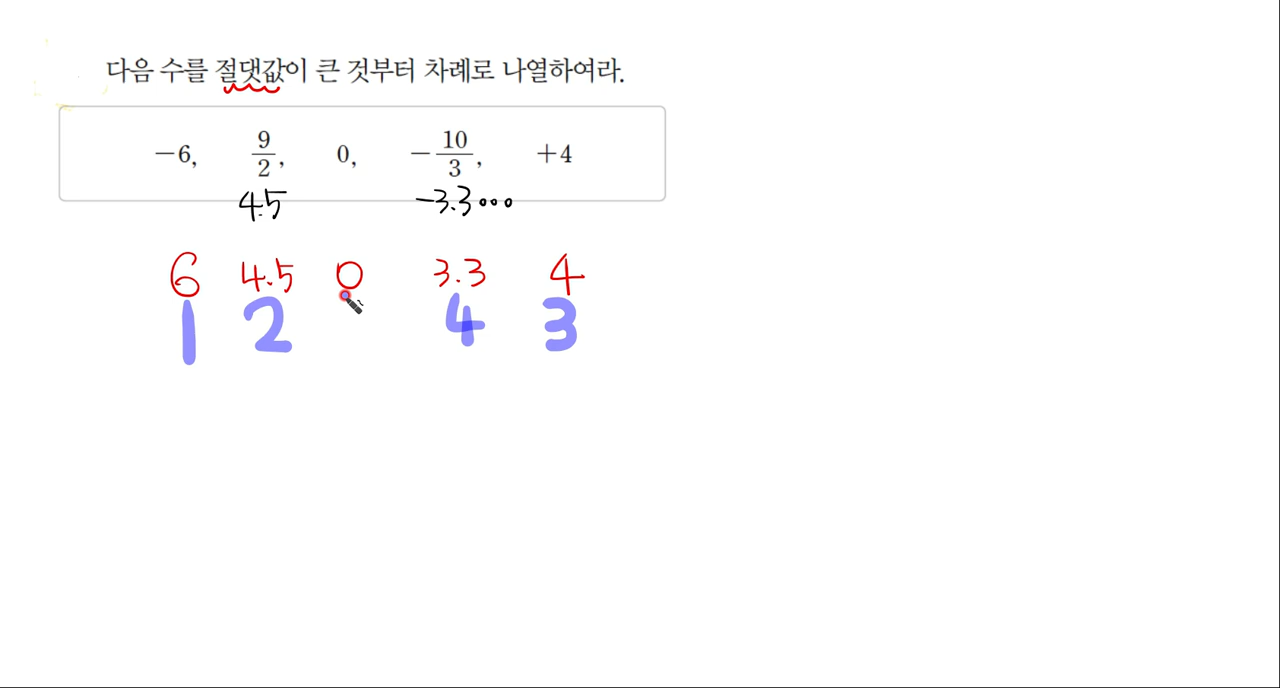 다음 수를 절댓값이 큰 것부터 차례로 나열하여라.
−6, 9/2, 0, −10/3, +4
4.5 −3.3...
6 4.5 0 3.3 4
1 2 4 3